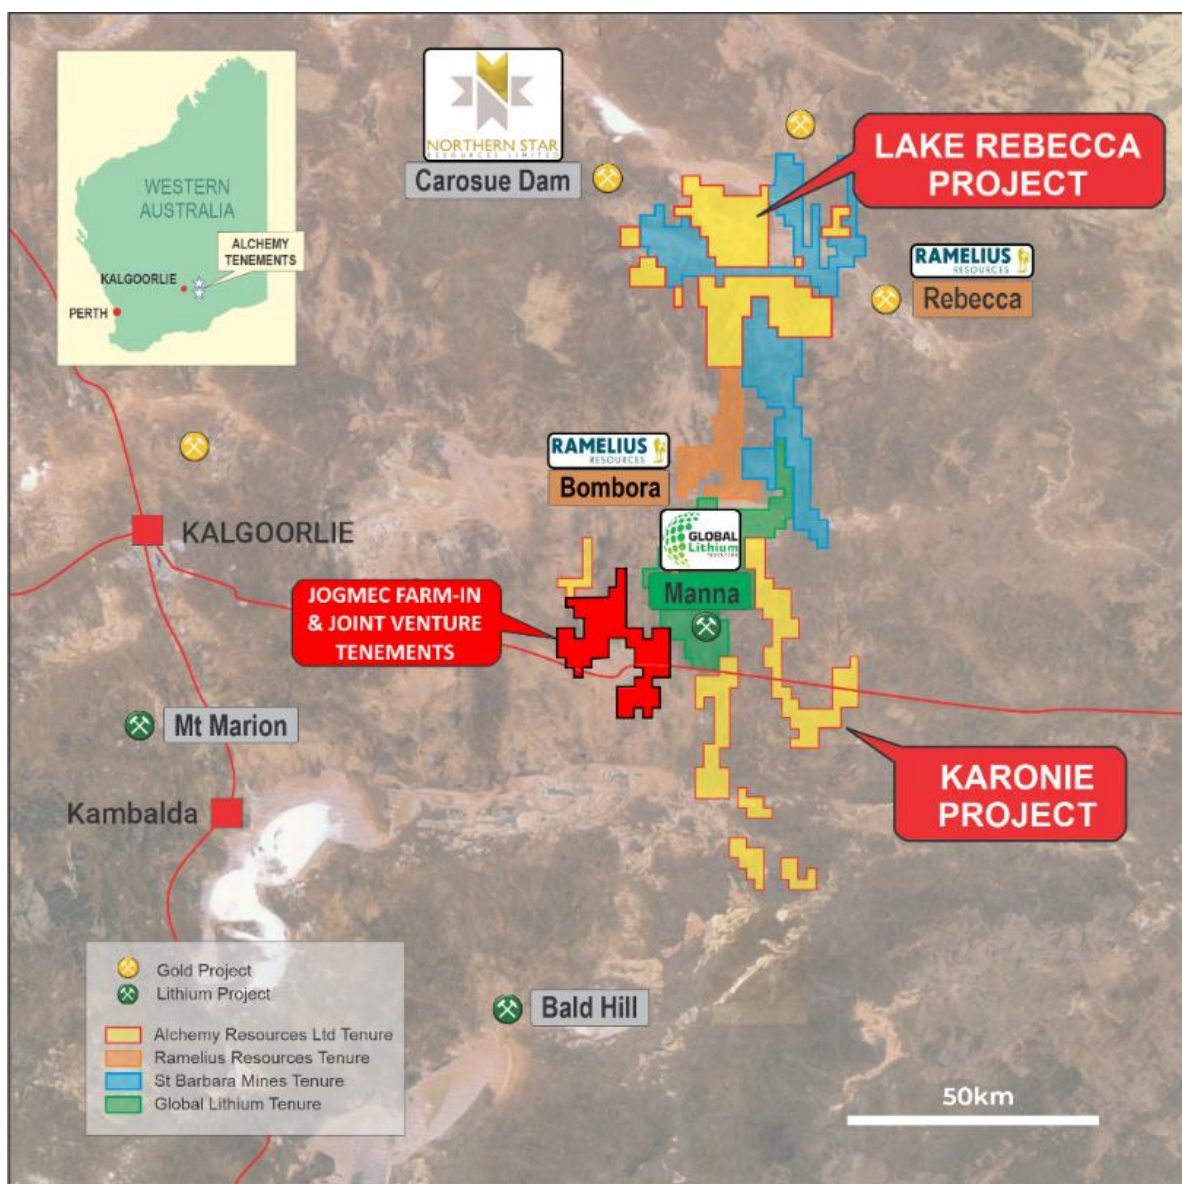 NORTHERN STAR
RESOURCES LIMITED
Carosue Dam
LAKE REBECCA
PROJECT
WESTERN
AUSTRALIA
ALCHEMY
TENEMENTS
KALGOORLIE
PERTH
RAMELIUS
RESOURCES
Rebecca
RAMELIUS
RESOURCES
Bombora
KALGOORLIE
GLOBAL
Lithium
Manna
JOGMEC FARM-IN
& JOINT VENTURE
TENEMENTS
Mt Marion
Kambalda
KARONIE
PROJECT
Gold Project
Lithium Project
Alchemy Resources Ltd Tenure
Ramelius Resources Tenure
St Barbara Mines Tenure
Global Lithium Tenure
Bald Hill
50km